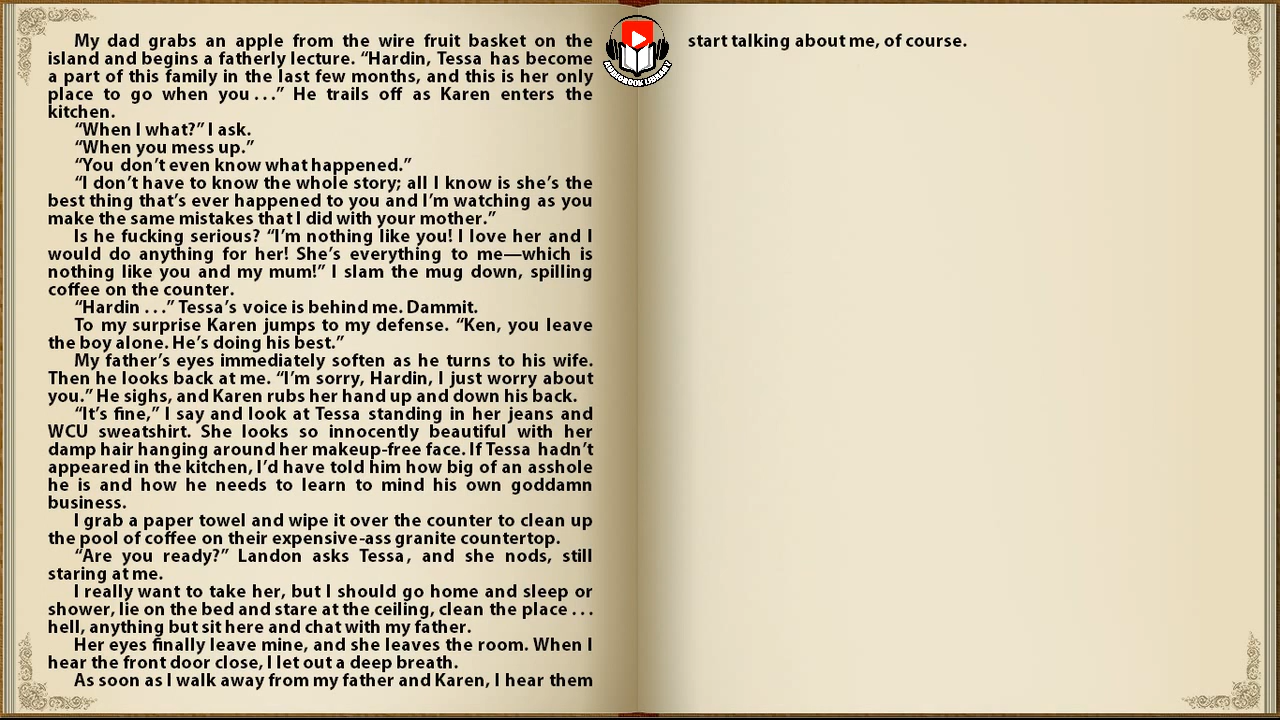 My dad grabs an apple from the wire fruit basket on the
island and begins a fatherly lecture. “Hardin, Tessa has become
a part of this family in the last few months, and this is her only
place to go when you . . .” He trails off as Karen enters the
kitchen.
“When I what?” I ask.
“When you mess up.”
“You don’t even know what happened.”
“I don’t have to know the whole story; all I know is she’s the
best thing that’s ever happened to you and I’m watching as you
make the same mistakes that I did with your mother.”
Is he fucking serious? “I’m nothing like you! I love her and I
would do anything for her! She’s everything to me—which is
nothing like you and my mum!” I slam the mug down, spilling
coffee on the counter.
“Hardin . . .” Tessa’s voice is behind me. Dammit.
To my surprise Karen jumps to my defense. “Ken, you leave
the boy alone. He’s doing his best.”
My father’s eyes immediately soften as he turns to his wife.
Then he looks back at me. “I’m sorry, Hardin, I just worry about
you.” He sighs, and Karen rubs her hand up and down his back.
“It’s fine,” I say and look at Tessa standing in her jeans and
WCU sweatshirt. She looks so innocently beautiful with her
damp hair hanging around her makeup-free face. If Tessa hadn’t
appeared in the kitchen, I’d have told him how big of an asshole
he is and how he needs to learn to mind his own goddamn
business.
I grab a paper towel and wipe it over the counter to clean up
the pool of coffee on their expensive-ass granite countertop.
“Are you ready?” Landon asks Tessa, and she nods, still
staring at me.
I really want to take her, but I should go home and sleep or
shower, lie on the bed and stare at the ceiling, clean the place . . .
hell, anything but sit here and chat with my father.
Her eyes finally leave mine, and she leaves the room. When I
hear the front door close, I let out a deep breath.
As soon as I walk away from my father and Karen, I hear them
AUDIOBOOK LIBRARY
start talking about me, of course.